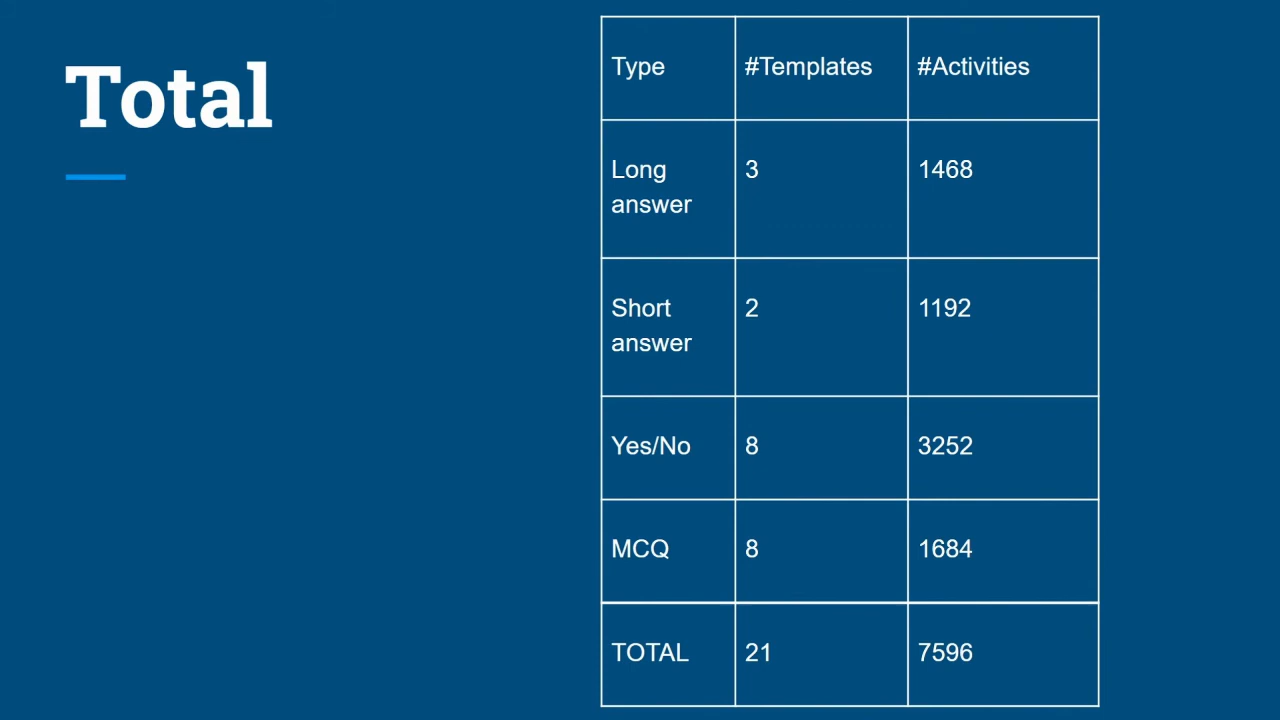 Total
Type #Templates #Activities
Long answer 3 1468
Short answer 2 1192
Yes/No 8 3252
MCQ 8 1684
TOTAL 21 7596